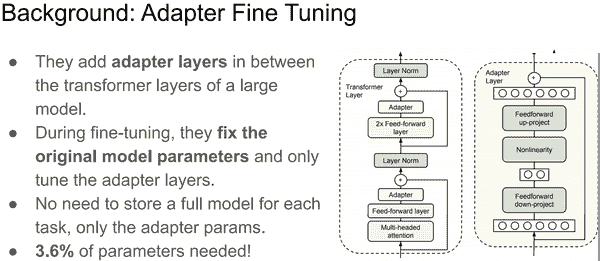 Background: Adapter Fine Tuning
● They add adapter layers in between
the transformer layers of a large
model.
● During fine-tuning, they fix the
original model parameters and only
tune the adapter layers.
● No need to store a full model for each
task, only the adapter params.
● 3.6% of parameters needed!
Transformer
Layer
Layer Norm
+
Adapter
2x Feed-forward
layer
Layer Norm
+
Adapter
Feed-forward layer
Multi-headed
attention
Adapter
Layer
+
Feedforward
up-project
Nonlinearity
Feedforward
down-project